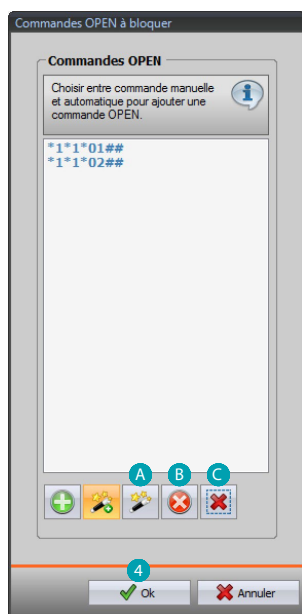 Commandes OPEN à bloquer
Commandes OPEN
Choisir entre commande manuelle
et automatique pour ajouter une
commande OPEN.
*1*1*01##
*1*1*02##
A B C
4
Ok Annuler